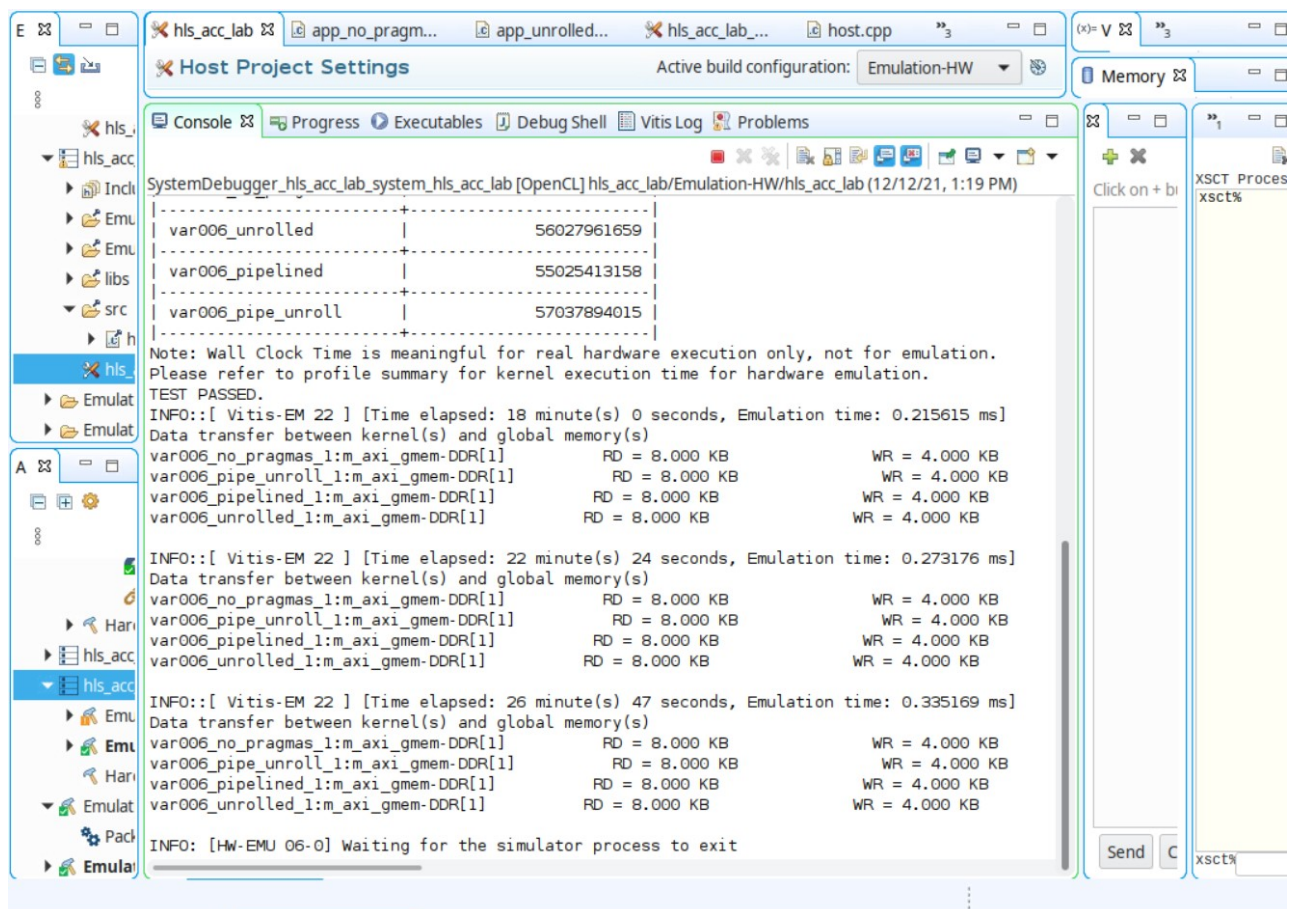 E
hls_acc_lab
app_no_pragm...
app_unrolled...
hls_acc_lab_...
host.cpp
»3
(x)= V
»3
Host Project Settings
Active build configuration: Emulation-HW
Memory
hls_
hls_acc
Inclu
Emu
Emu
libs
src
h
hls_
Emulat
Emulat
Console
Progress
Executables
Debug Shell
Vitis Log
Problems
»1
SystemDebugger_hls_acc_lab_system_hls_acc_lab [OpenCL] hls_acc_lab/Emulation-HW/hls_acc_lab (12/12/21, 1:19 PM)
|-------------------------+-------------------------|
| var006_unrolled | 56027961659 |
|-------------------------+-------------------------|
| var006_pipelined | 55025413158 |
|-------------------------+-------------------------|
| var006_pipe_unroll | 57037894015 |
|-------------------------+-------------------------|
Note: Wall Clock Time is meaningful for real hardware execution only, not for emulation.
Please refer to profile summary for kernel execution time for hardware emulation.
TEST PASSED.
INFO::[ Vitis-EM 22 ] [Time elapsed: 18 minute(s) 0 seconds, Emulation time: 0.215615 ms]
Data transfer between kernel(s) and global memory(s)
var006_no_pragmas_1:m_axi_gmem-DDR[1] RD = 8.000 KB WR = 4.000 KB
var006_pipe_unroll_1:m_axi_gmem-DDR[1] RD = 8.000 KB WR = 4.000 KB
var006_pipelined_1:m_axi_gmem-DDR[1] RD = 8.000 KB WR = 4.000 KB
var006_unrolled_1:m_axi_gmem-DDR[1] RD = 8.000 KB WR = 4.000 KB
INFO::[ Vitis-EM 22 ] [Time elapsed: 22 minute(s) 24 seconds, Emulation time: 0.273176 ms]
Data transfer between kernel(s) and global memory(s)
var006_no_pragmas_1:m_axi_gmem-DDR[1] RD = 8.000 KB WR = 4.000 KB
var006_pipe_unroll_1:m_axi_gmem-DDR[1] RD = 8.000 KB WR = 4.000 KB
var006_pipelined_1:m_axi_gmem-DDR[1] RD = 8.000 KB WR = 4.000 KB
var006_unrolled_1:m_axi_gmem-DDR[1] RD = 8.000 KB WR = 4.000 KB
INFO::[ Vitis-EM 22 ] [Time elapsed: 26 minute(s) 47 seconds, Emulation time: 0.335169 ms]
Data transfer between kernel(s) and global memory(s)
var006_no_pragmas_1:m_axi_gmem-DDR[1] RD = 8.000 KB WR = 4.000 KB
var006_pipe_unroll_1:m_axi_gmem-DDR[1] RD = 8.000 KB WR = 4.000 KB
var006_pipelined_1:m_axi_gmem-DDR[1] RD = 8.000 KB WR = 4.000 KB
var006_unrolled_1:m_axi_gmem-DDR[1] RD = 8.000 KB WR = 4.000 KB
INFO: [HW-EMU 06-0] Waiting for the simulator process to exit
A
Hard
hls_acc
hls_acc
Emu
Emu
Hard
Emulat
Pack
Emulat
Click on + bu
Send
C
XSCT Proces
xsct%
xsct%